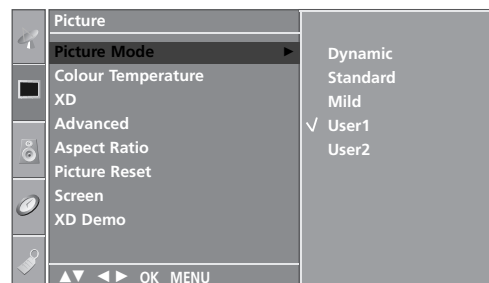 Picture
Picture Mode ►
Colour Temperature
XD
Advanced
Aspect Ratio
Picture Reset
Screen
XD Demo
▲▼ ◄► OK MENU
Dynamic
Standard
Mild
√ User1
User2